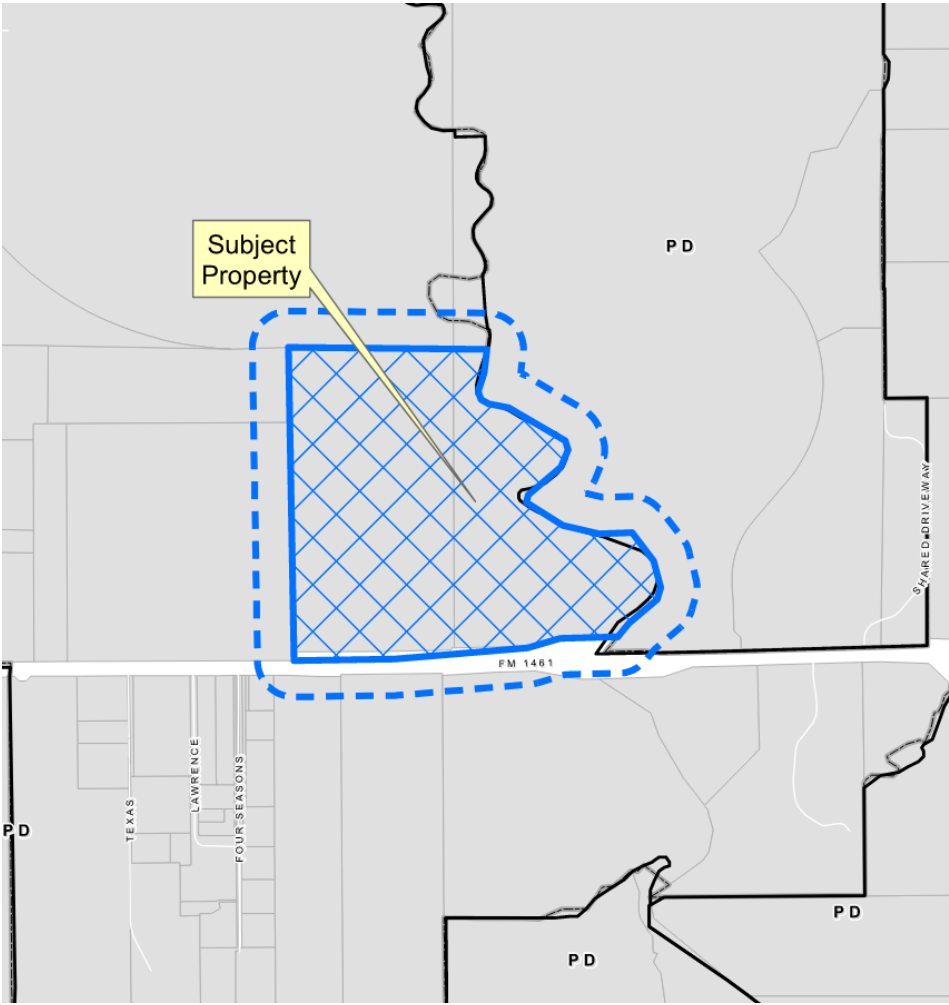 Subject
Property
PD
SHARED DRIVEWAY
FM 1461
LAWRENCE
TEXAS
FOUR SEASONS
PD
PD
PD